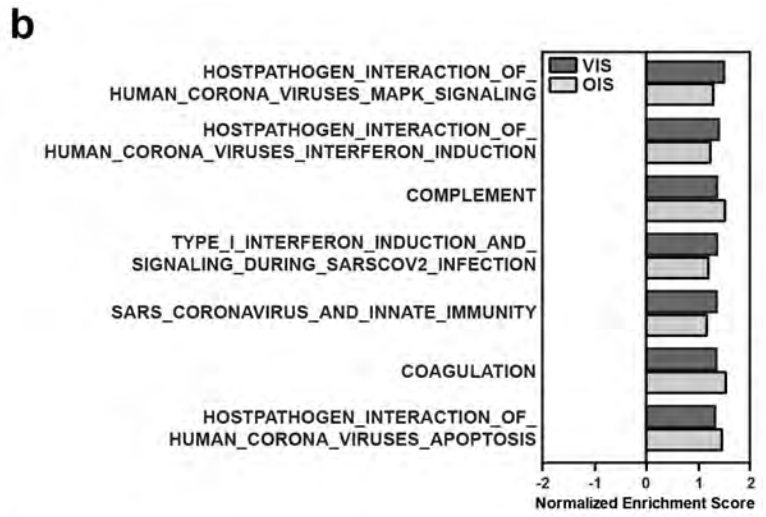 b
VIS
OIS
HOSTPATHOGEN_INTERACTION_OF_
HUMAN_CORONA_VIRUSES_MAPK_SIGNALING
HOSTPATHOGEN_INTERACTION_OF_
HUMAN_CORONA_VIRUSES_INTERFERON_INDUCTION
COMPLEMENT
TYPE_I_INTERFERON_INDUCTION_AND_
SIGNALING_DURING_SARSCOV2_INFECTION
SARS_CORONAVIRUS_AND_INNATE_IMMUNITY
COAGULATION
HOSTPATHOGEN_INTERACTION_OF_
HUMAN_CORONA_VIRUSES_APOPTOSIS
-2 -1 0 1 2
Normalized Enrichment Score